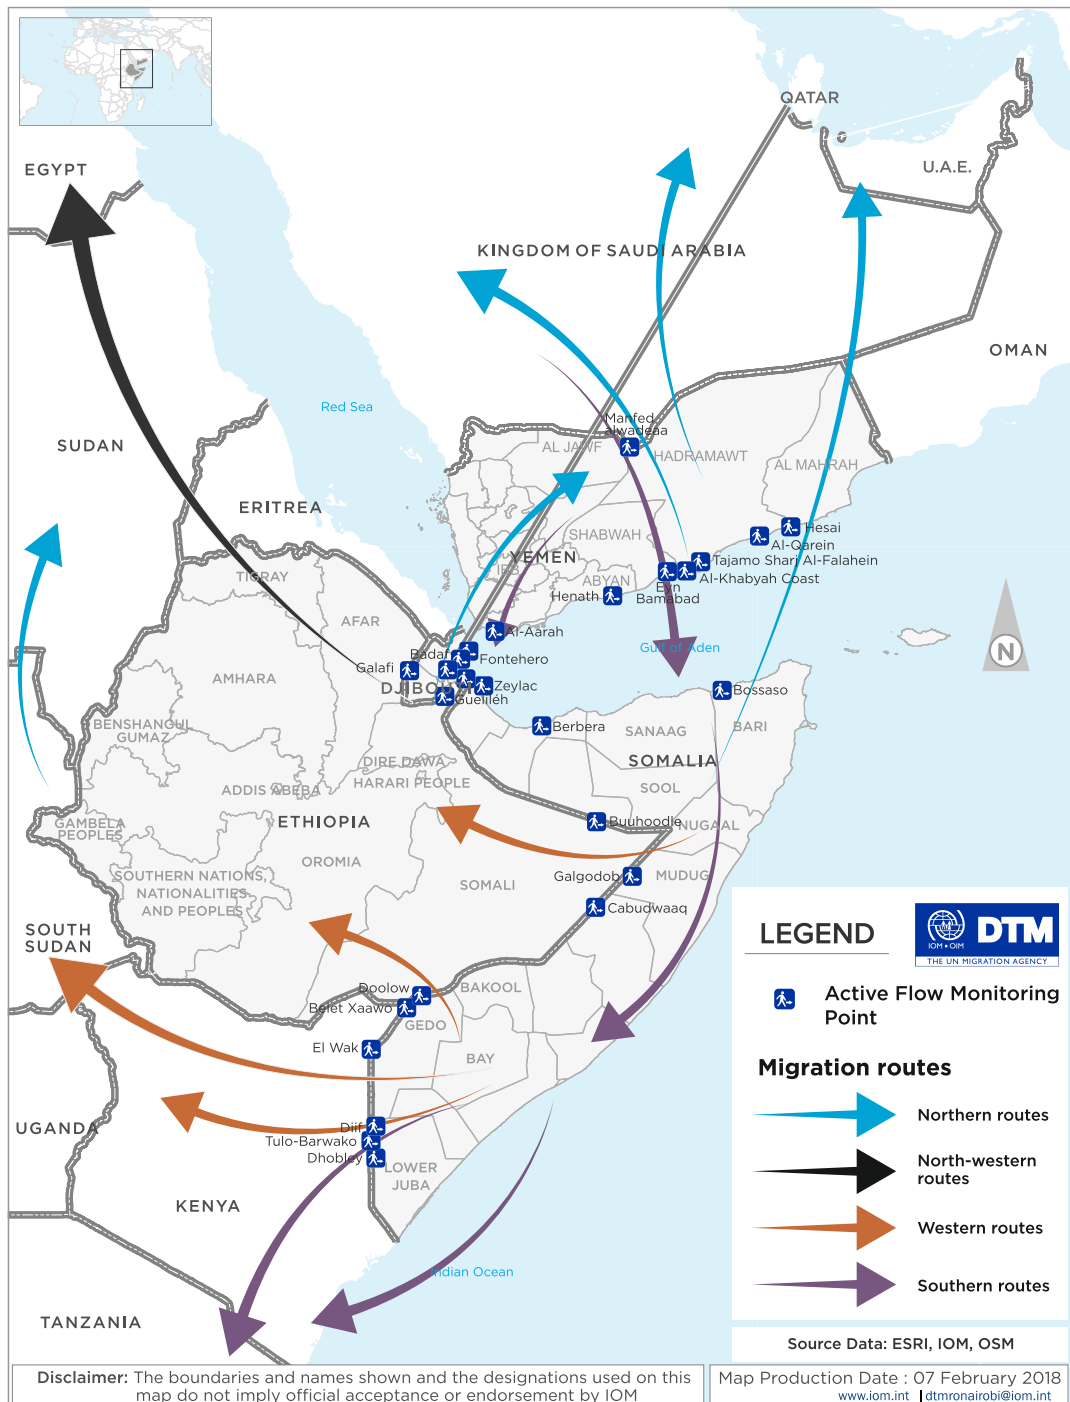 QATAR
EGYPT
U.A.E.
KINGDOM OF SAUDI ARABIA
OMAN
Red Sea
SUDAN
Manfed
alwadeaa
AL JAWF
HADRAMAWT
AL MAHRAH
ERITREA
SHABWAH
Hesai
Al-Qarein
YEMEN
IBB
Tajamo Sharj Al-Falahein
TIGRAY
ABYAN
Eyn
Bamabad
Al-Khabyah Coast
Henath
AFAR
Al-Aarah
Gulf of Aden
N
Badaf
Fontehero
Galafi
AMHARA
DJIBOUTI
Zeylac
Guelileh
Bossaso
BENSHANGUL
GUMAZ
Berbera
SANAAG
BARI
DIRE DAWA
SOMALIA
ADDIS ABEBA
HARARI PEOPLE
SOOL
GAMBELA
PEOPLES
ETHIOPIA
Buuhoodle
NUGAAL
OROMIA
SOUTHERN NATIONS,
NATIONALITIES
AND PEOPLES
SOMALI
Galgodob
MUDUG
Cabudwaaq
SOUTH
SUDAN
Doolow
BAKOOL
Belet Xaawo
GEDO
El Wak
BAY
UGANDA
Diif
Tulo-Barwako
Dhobley
LOWER
JUBA
KENYA
Indian Ocean
TANZANIA
LEGEND
IOM • OIM
DTM
THE UN MIGRATION AGENCY
Active Flow Monitoring
Point
Migration routes
Northern routes
North-western
routes
Western routes
Southern routes
Source Data: ESRI, IOM, OSM
Disclaimer: The boundaries and names shown and the designations used on this
map do not imply official acceptance or endorsement by IOM
Map Production Date : 07 February 2018
www.iom.int | dtmronairobi@iom.int